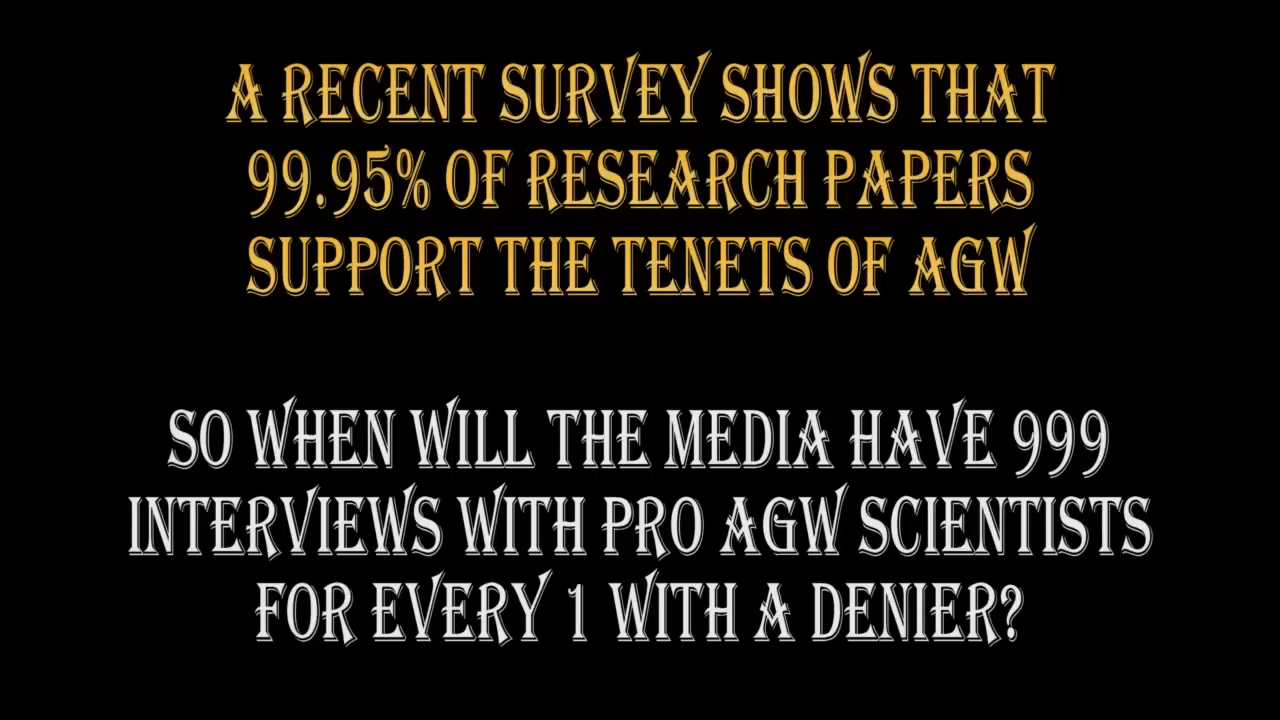 A RECENT SURVEY SHOWS THAT
99.95% OF RESEARCH PAPERS
SUPPORT THE TENETS OF AGW
SO WHEN WILL THE MEDIA HAVE 999
INTERVIEWS WITH PRO AGW SCIENTISTS
FOR EVERY 1 WITH A DENIER?